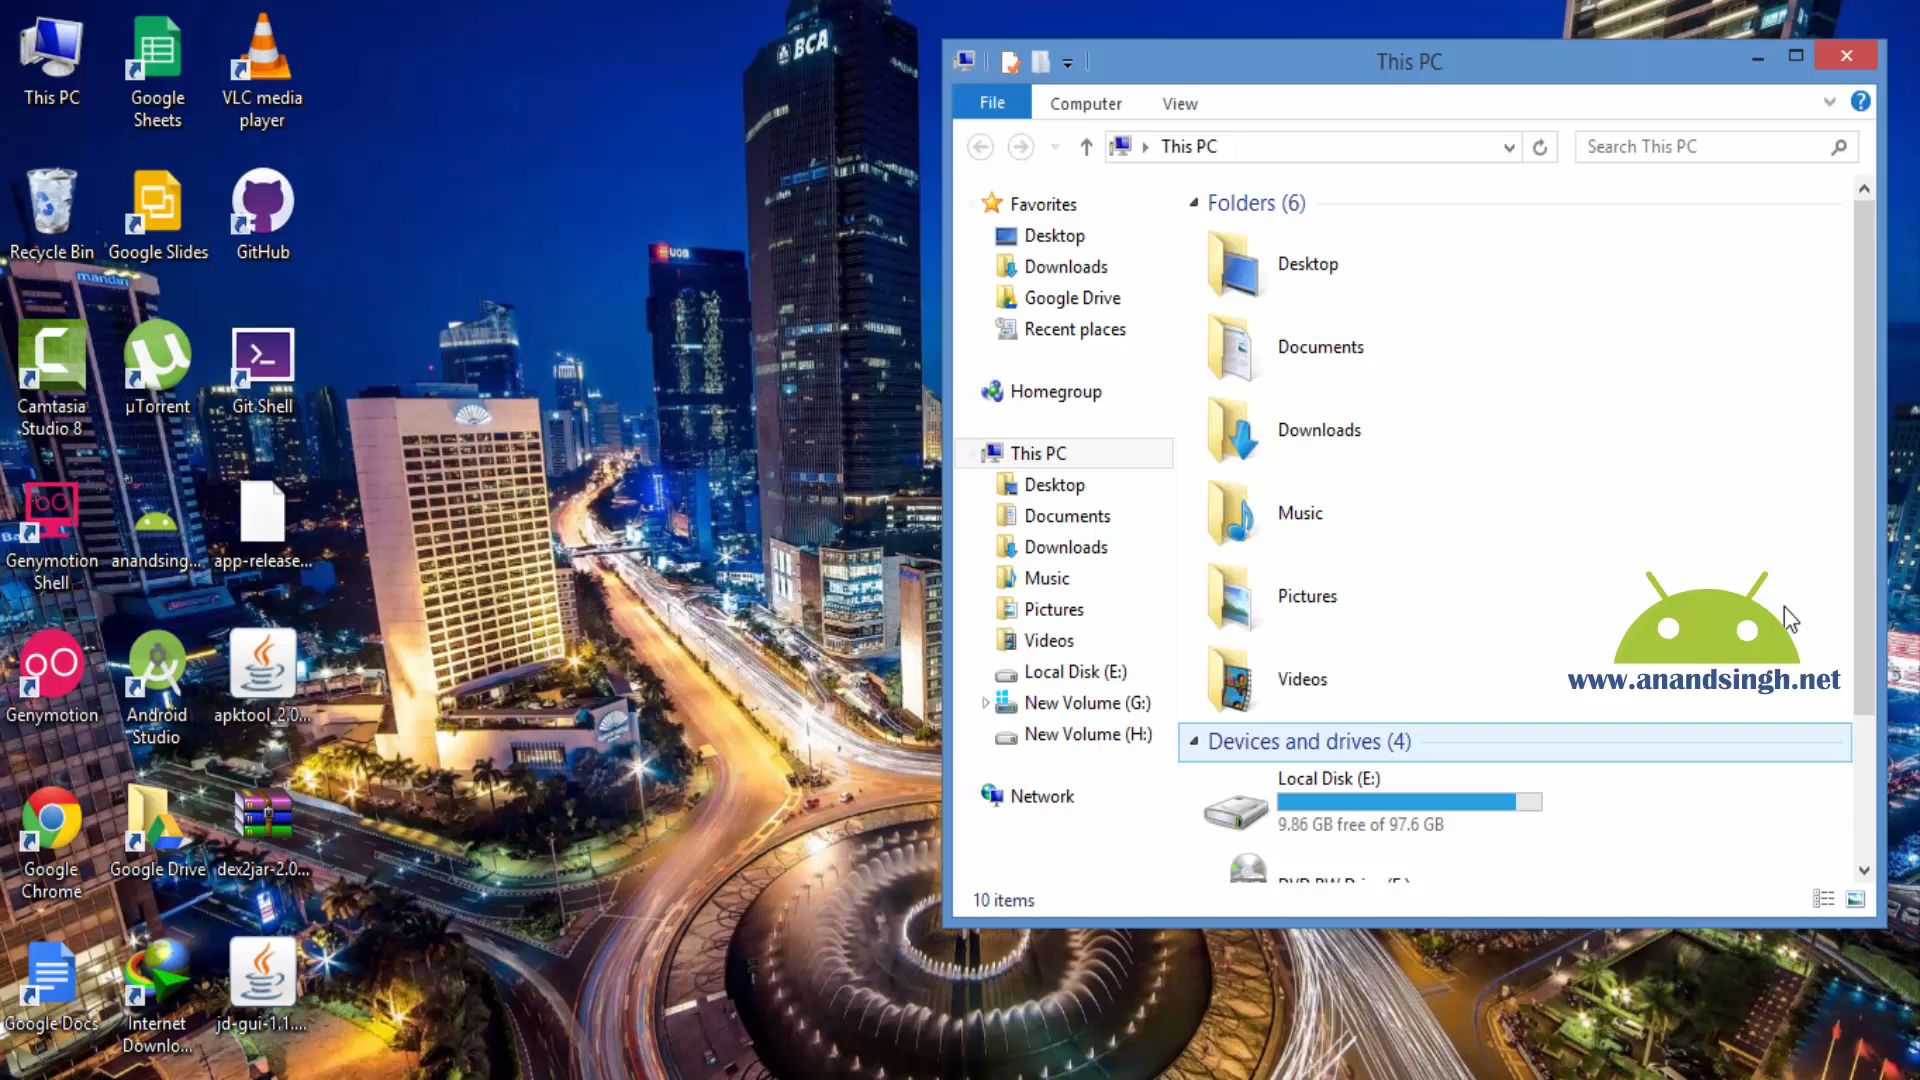 This PC
Google
Sheets
VLC media
player
Recycle Bin
Google Slides
GitHub
Camtasia
Studio 8
µTorrent
Git Shell
Genymotion
Shell
anandsing...
app-release...
Genymotion
Android
Studio
apktool_2.0...
Google
Chrome
Google Drive
dex2jar-2.0...
Google Docs
Internet
Downlo...
jd-gui-1.1....
BCA
UOB
mandiri
This PC
File
Computer
View
This PC
Search This PC
Favorites
Desktop
Downloads
Google Drive
Recent places
Homegroup
This PC
Desktop
Documents
Downloads
Music
Pictures
Videos
Local Disk (E:)
New Volume (G:)
New Volume (H:)
Network
Folders (6)
Desktop
Documents
Downloads
Music
Pictures
Videos
www.anandsingh.net
Devices and drives (4)
Local Disk (E:)
9.86 GB free of 97.6 GB
10 items